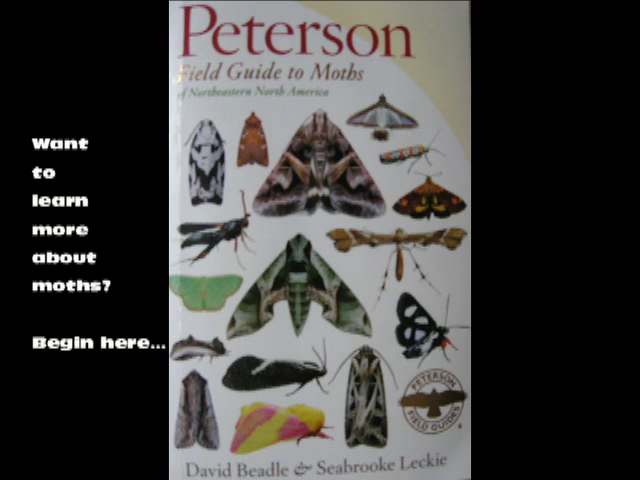 Want
to
learn
more
about
moths?
Begin here...
Peterson
Field Guide to Moths
of Northeastern North America
PETERSON
FIELD GUIDES
David Beadle & Seabrooke Leckie